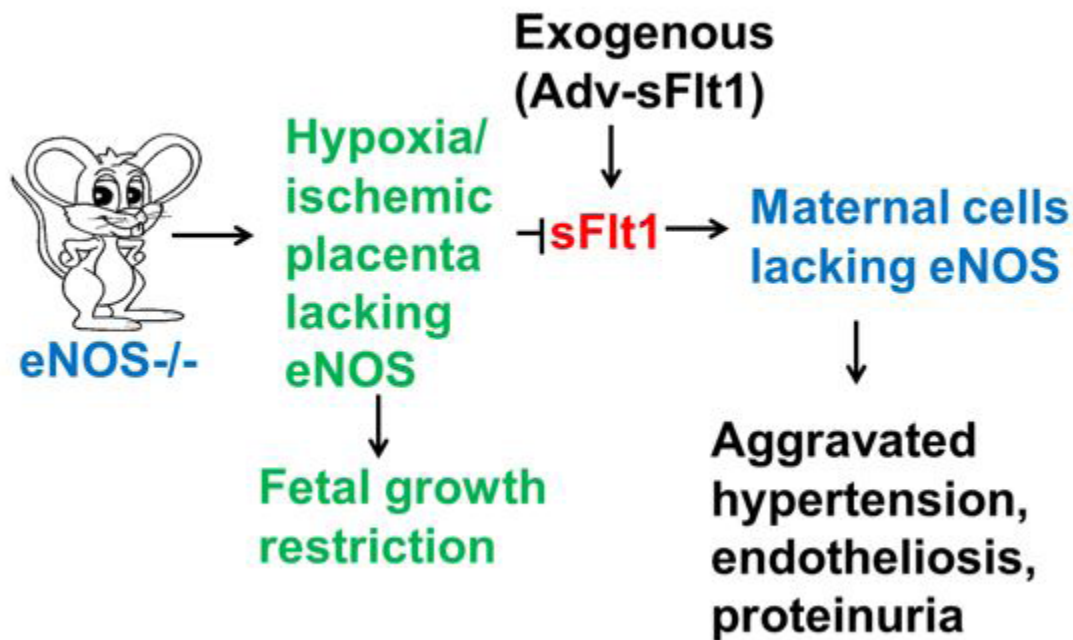 Exogenous
(Adv-sFlt1)
Hypoxia/
ischemic
placenta
lacking
eNOS
sFlt1
Maternal cells
lacking eNOS
eNOS-/-
Fetal growth
restriction
Aggravated
hypertension,
endotheliosis,
proteinuria